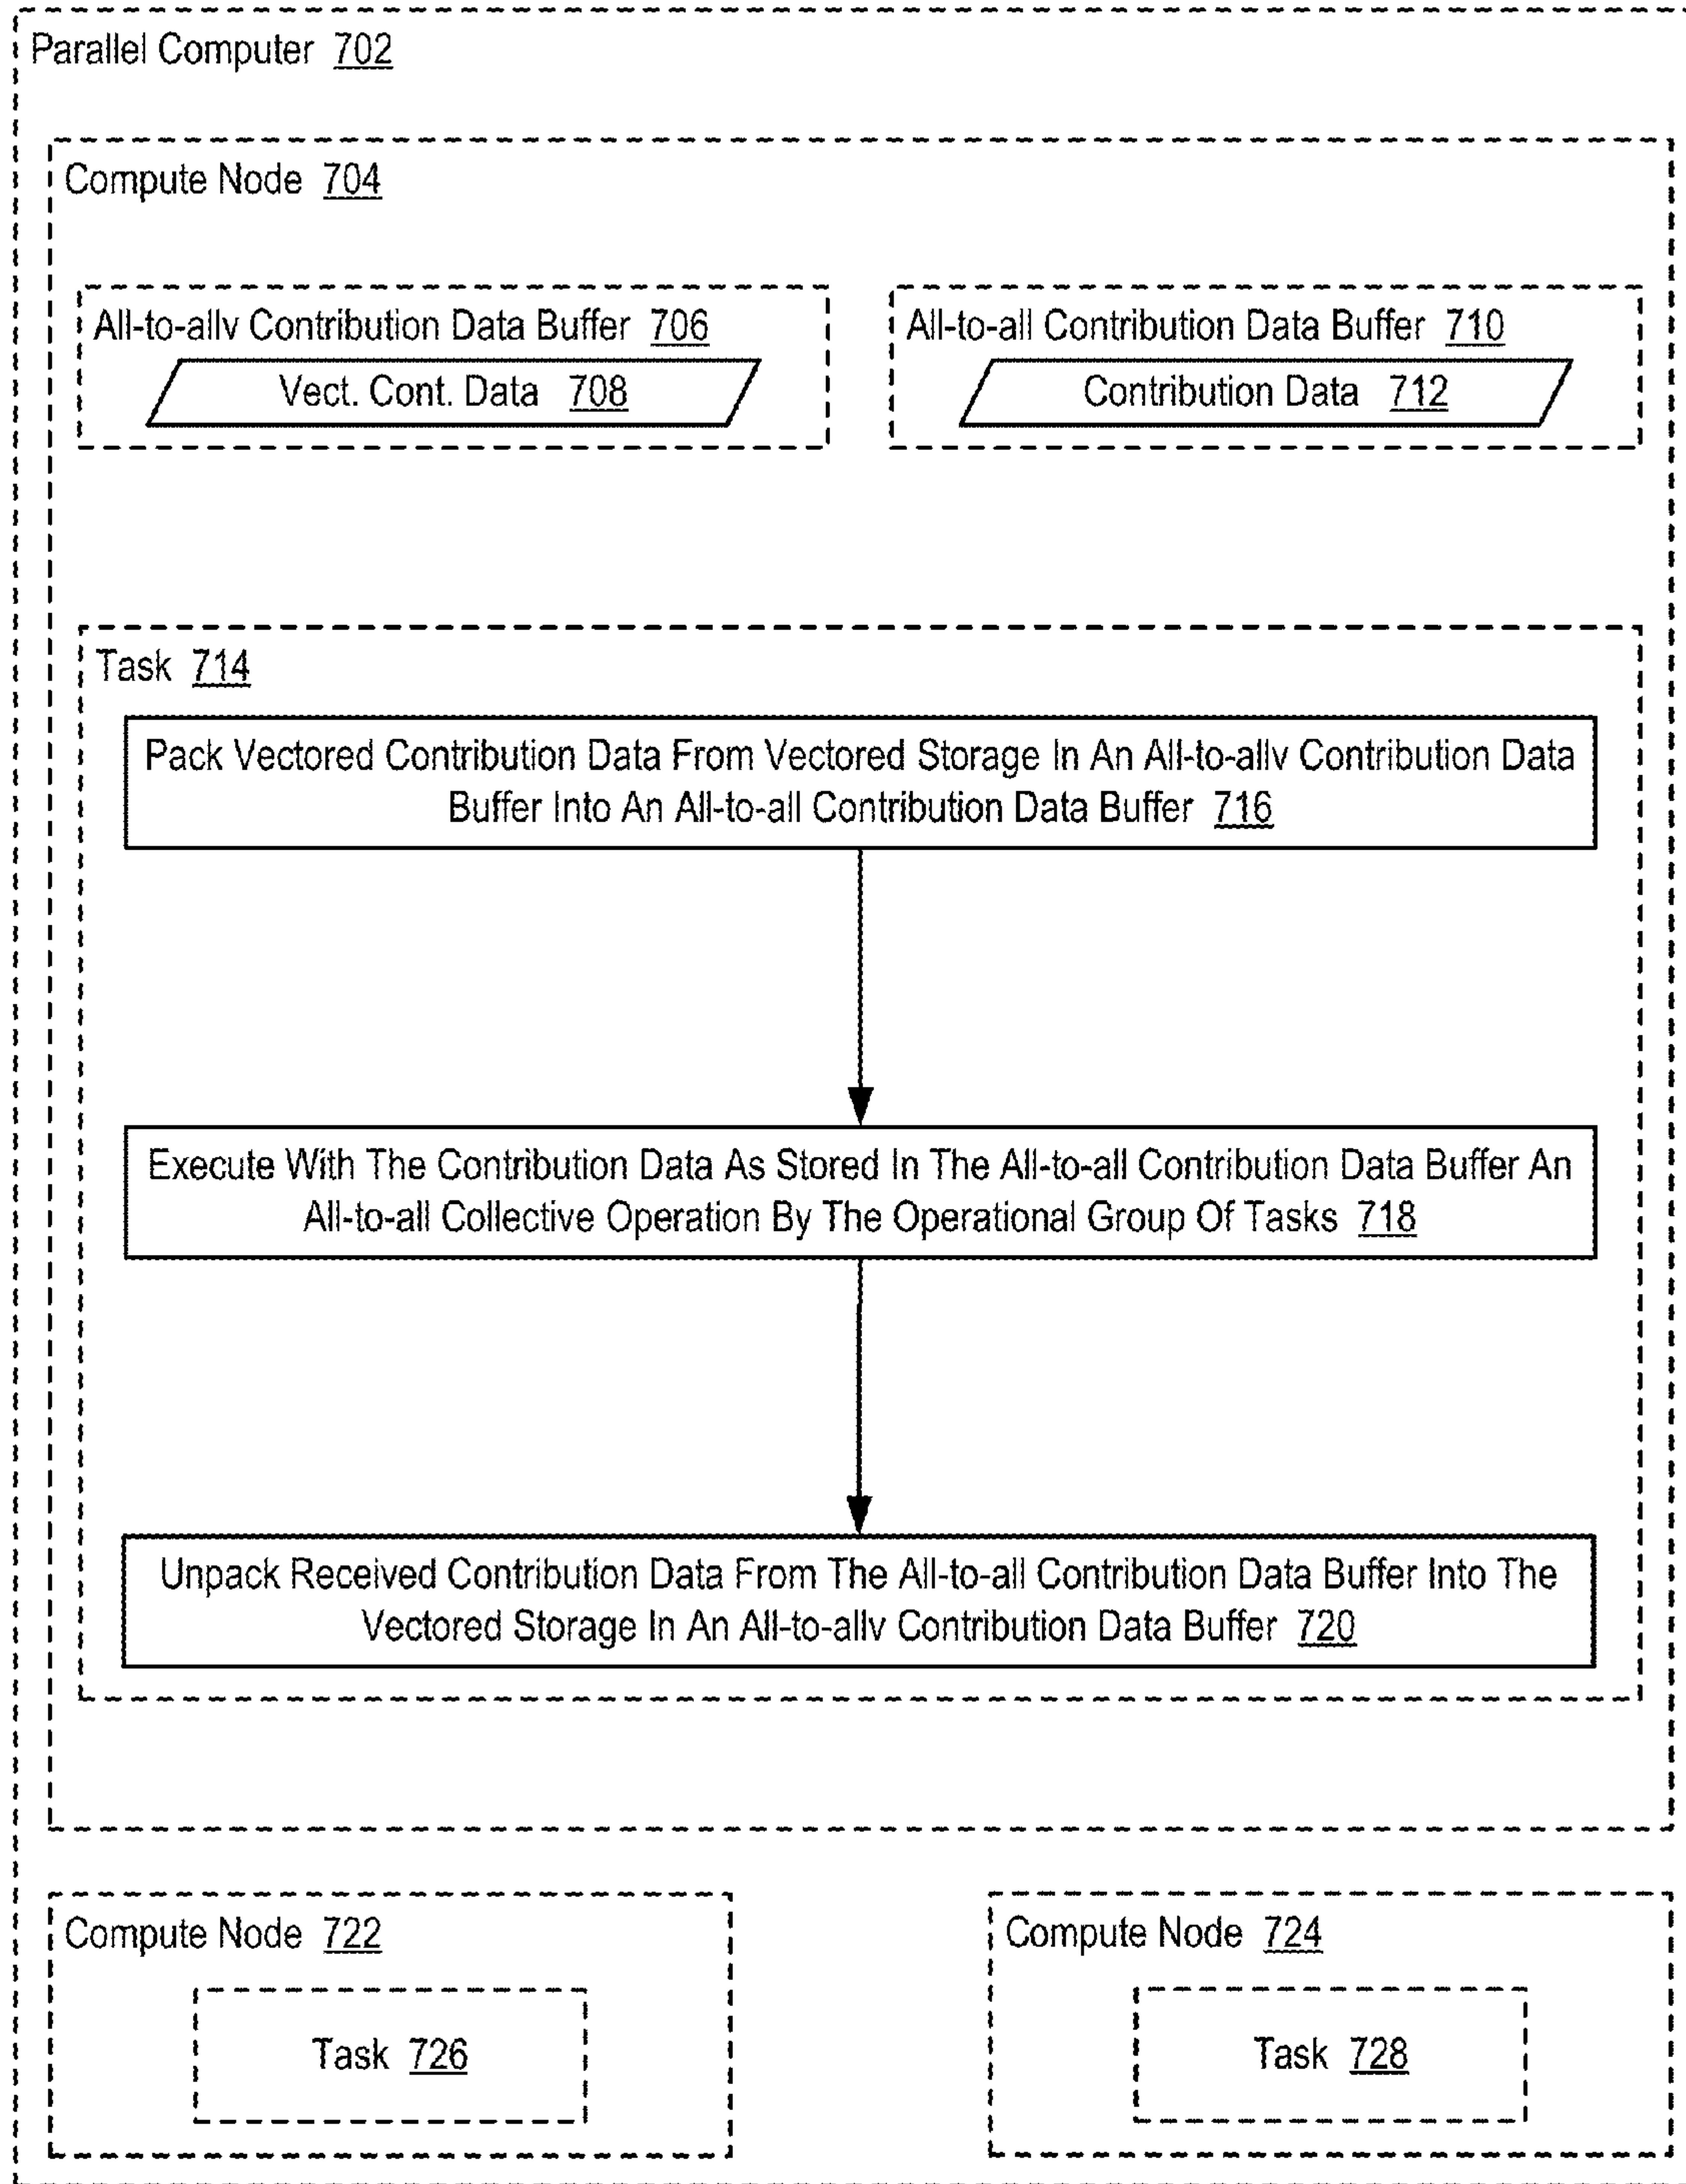 Parallel Computer 702
Compute Node 704
All-to-allv Contribution Data Buffer 706
Vect. Cont. Data 708
All-to-all Contribution Data Buffer 710
Contribution Data 712
Task 714
Pack Vectored Contribution Data From Vectored Storage In An All-to-allv Contribution Data
Buffer Into An All-to-all Contribution Data Buffer 716
Execute With The Contribution Data As Stored In The All-to-all Contribution Data Buffer An
All-to-all Collective Operation By The Operational Group Of Tasks 718
Unpack Received Contribution Data From The All-to-all Contribution Data Buffer Into The
Vectored Storage In An All-to-allv Contribution Data Buffer 720
Compute Node 722
Task 726
Compute Node 724
Task 728